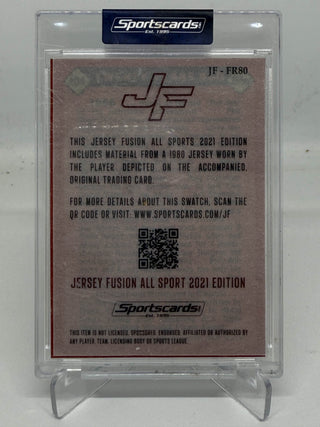 Sportscards
Est. 1995
JF - FR80
JF
THIS JERSEY FUSION ALL SPORTS 2021 EDITION
INCLUDES MATERIAL FROM A 1980 JERSEY WORN BY
THE PLAYER DEPICTED ON THE ACCOMPANIED,
ORIGINAL TRADING CARD.
FOR MORE DETAILS ABOUT THIS SWATCH, SCAN THE
QR CODE OR VISIT: WWW.SPORTSCARDS.COM/JF
JERSEY FUSION ALL SPORT 2021 EDITION
Sportscards
Est. 1995
THIS ITEM IS NOT LICENSED, SPONSORED, ENDORSED, AFFILIATED OR AUTHORIZED BY
ANY PLAYER, TEAM, LICENSING BODY OR SPORTS LEAGUE.